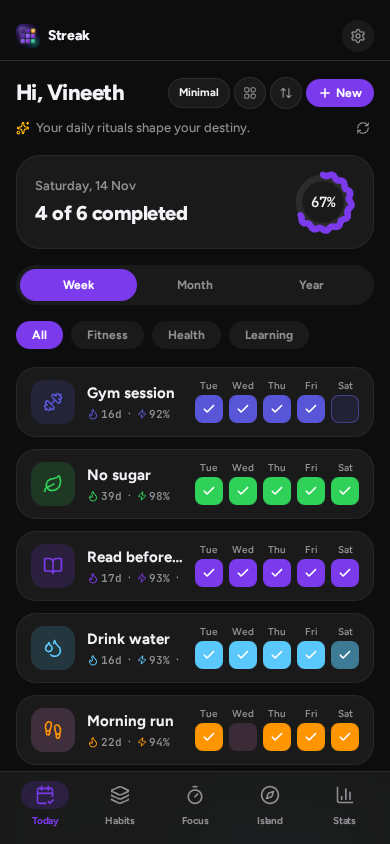 Streak
Hi, Vineeth
Minimal
New
Your daily rituals shape your destiny.
Saturday, 14 Nov
4 of 6 completed
67%
Week Month Year
All Fitness Health Learning
Gym session
16d · 92%
Tue Wed Thu Fri Sat
No sugar
39d · 98%
Tue Wed Thu Fri Sat
Read before...
17d · 93% ·
Tue Wed Thu Fri Sat
Drink water
16d · 93% ·
Tue Wed Thu Fri Sat
Morning run
22d · 94%
Tue Wed Thu Fri Sat
Today Habits Focus Island Stats